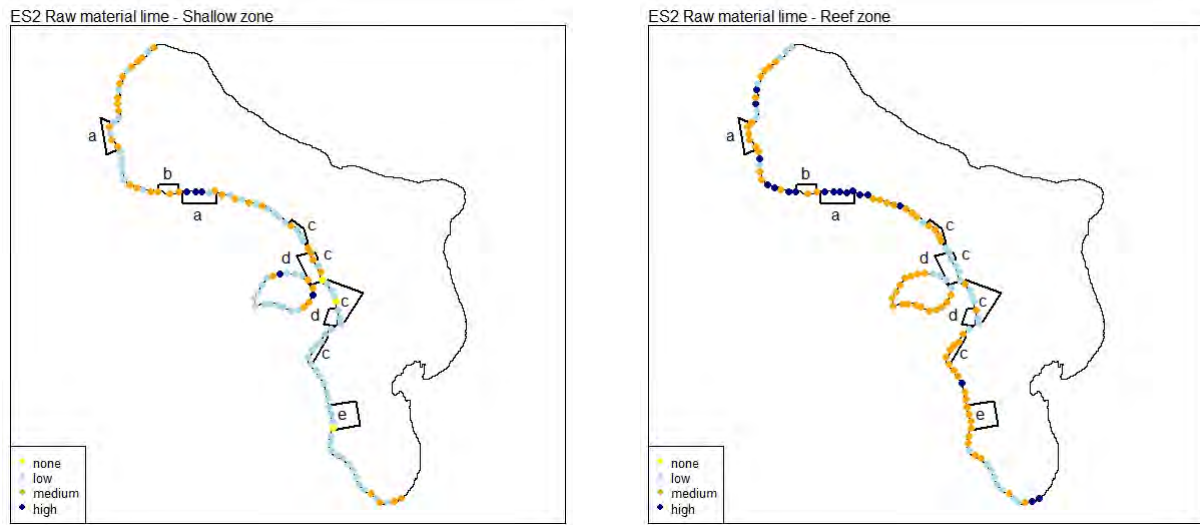 ES2 Raw material lime - Shallow zone
a
b
a
c
c
d
c
d
c
e
none
low
medium
high
ES2 Raw material lime - Reef zone
a
b
a
c
c
d
c
d
c
e
none
low
medium
high